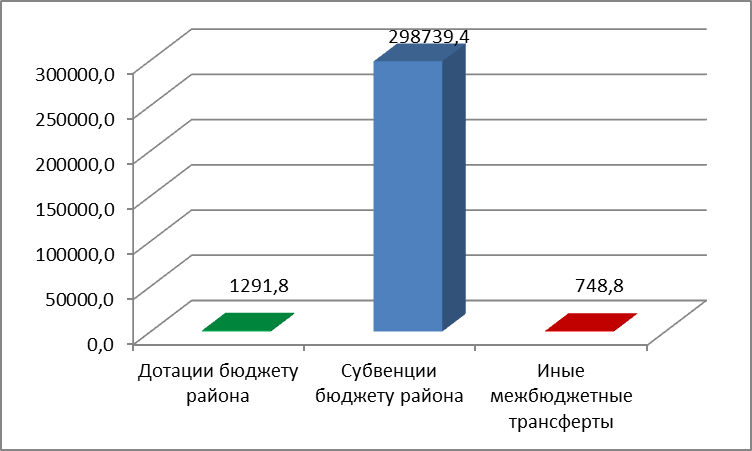 298739,4
300000,0
250000,0
200000,0
150000,0
100000,0
50000,0
0,0
1291,8
748,8
Дотации бюджету
района
Субвенции
бюджету района
Иные
межбюджетные
трансферты